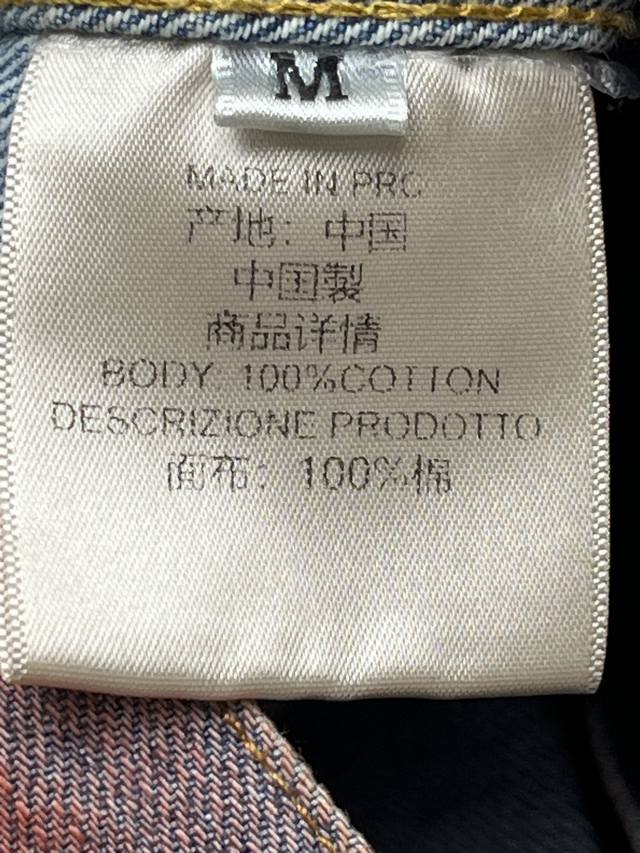 M
MADE IN PRC
产地：中国
中国製
商品详情
BODY: 100%COTTON
DESCRIZIONE PRODOTTO
面布：100%棉